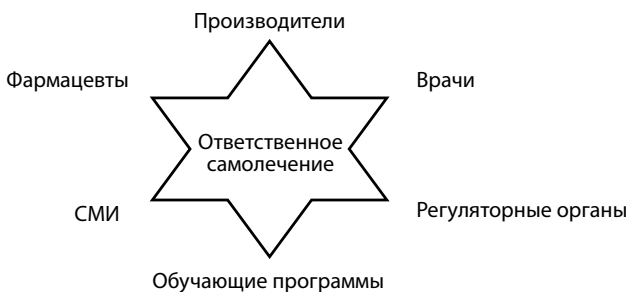 Производители
Фармацевты
Врачи
Ответственное
самолечение
СМИ
Регуляторные органы
Обучающие программы